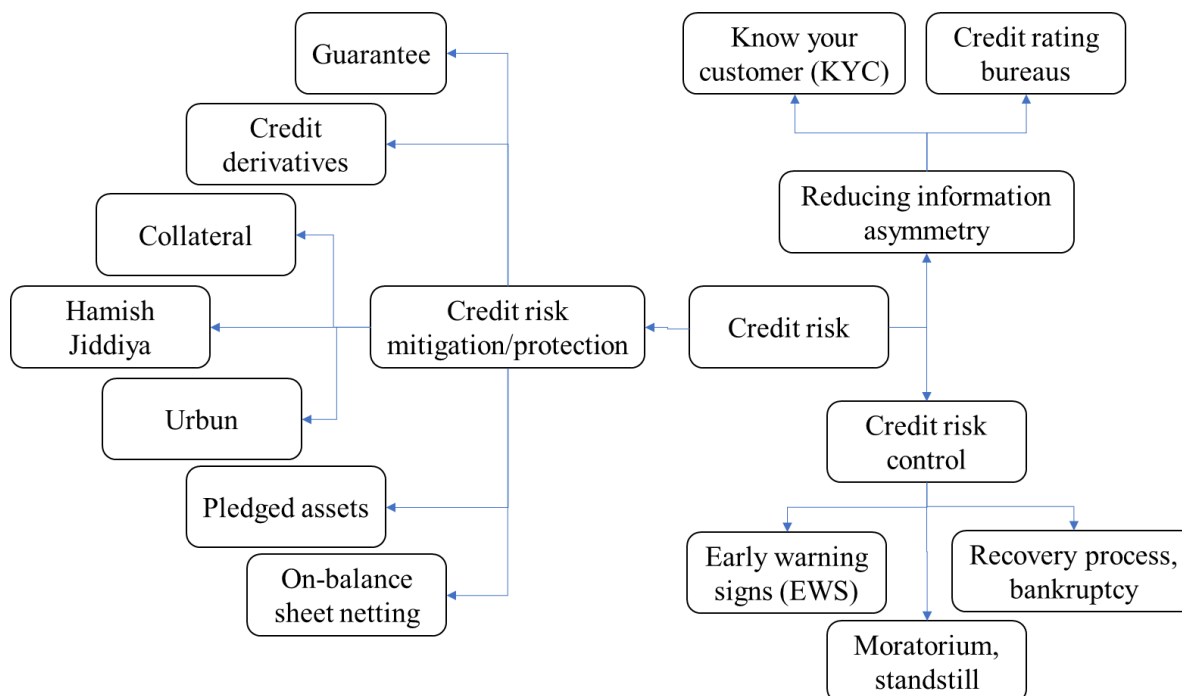 Guarantee
Know your
customer (KYC)
Credit rating
bureaus
Credit
derivatives
Reducing information
asymmetry
Collateral
Hamish
Jiddiya
Credit risk
mitigation/protection
Credit risk
Urbun
Credit risk
control
Pledged assets
Early warning
signs (EWS)
Recovery process,
bankruptcy
On-balance
sheet netting
Moratorium,
standstill